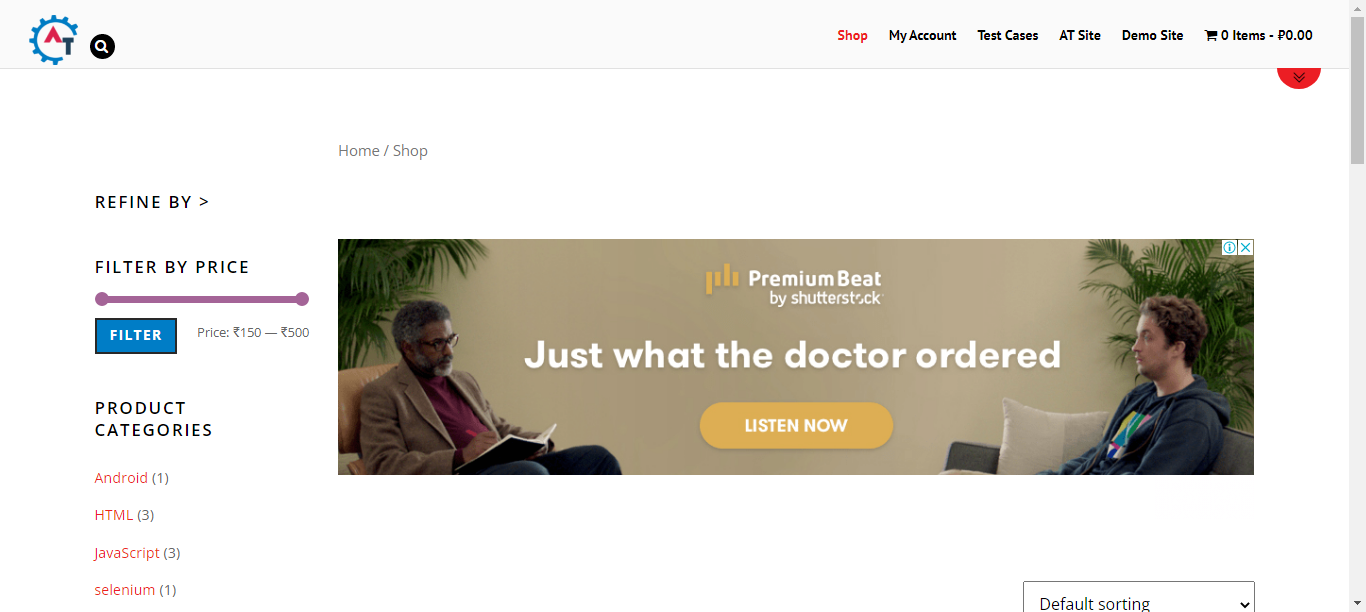 AT
Shop My Account Test Cases AT Site Demo Site 0 Items - ₽0.00
Home / Shop
REFINE BY >
FILTER BY PRICE
FILTER Price: ₹150 — ₹500
PRODUCT
CATEGORIES
Android (1)
HTML (3)
JavaScript (3)
selenium (1)
PremiumBeat
by shutterstock
Just what the doctor ordered
LISTEN NOW
Default sorting